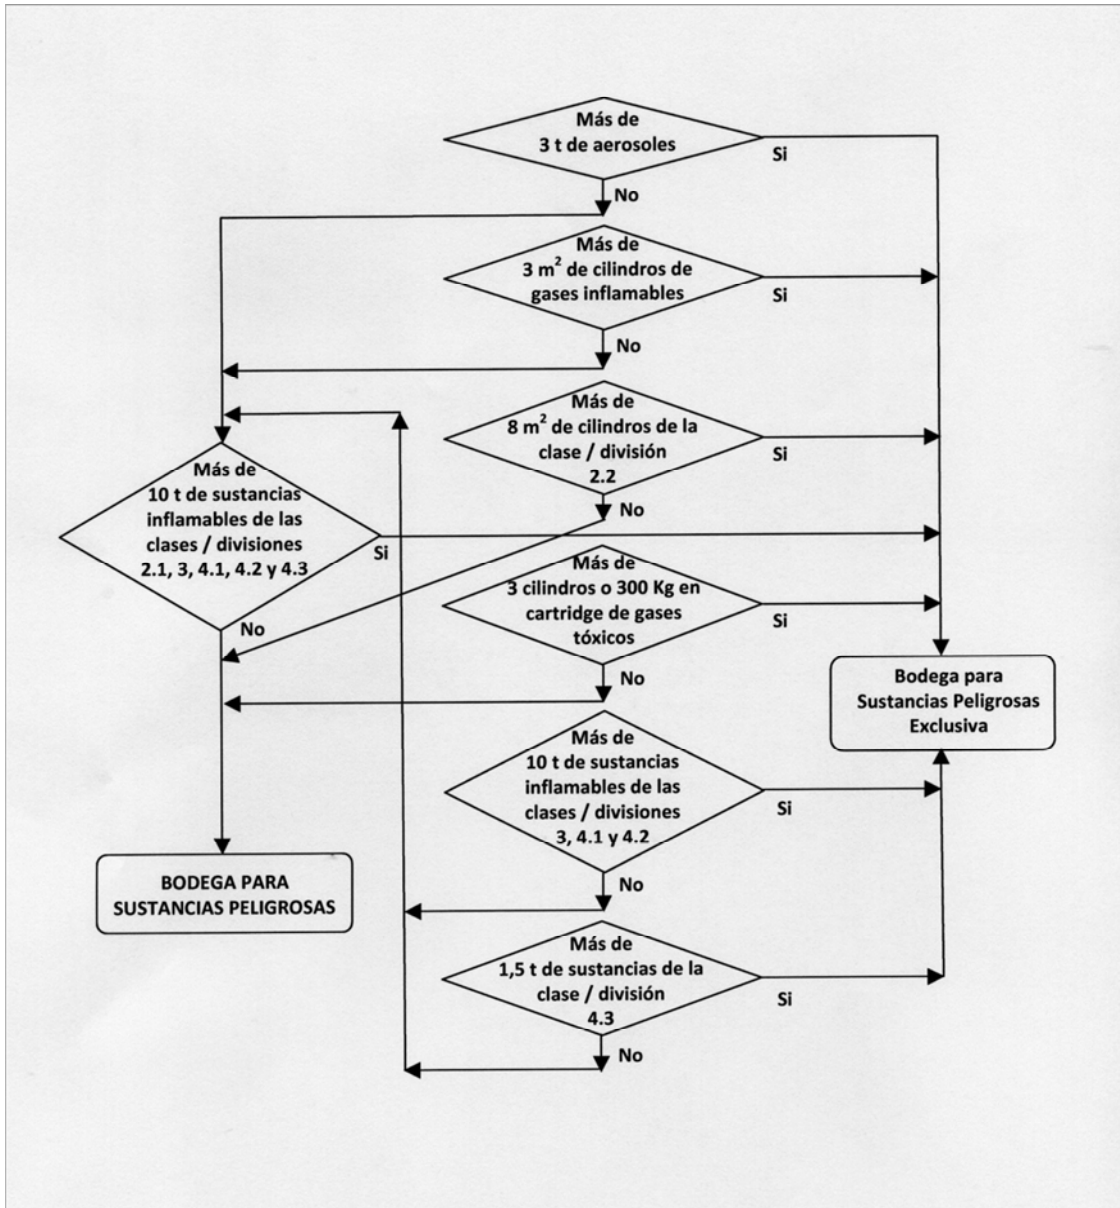 Más de
3 t de aerosoles
Si
No
Más de
3 m² de cilindros de
gases inflamables
Si
No
Más de
8 m² de cilindros de la
clase / división
2.2
Si
No
Más de
10 t de sustancias
inflamables de las
clases / divisiones
2.1, 3, 4.1, 4.2 y 4.3
Si
No
Más de
3 cilindros o 300 Kg en
cartridge de gases
tóxicos
Si
No
Bodega para
Sustancias Peligrosas
Exclusiva
Más de
10 t de sustancias
inflamables de las
clases / divisiones
3, 4.1 y 4.2
Si
No
BODEGA PARA
SUSTANCIAS PELIGROSAS
Más de
1,5 t de sustancias de la
clase / división
4.3
Si
No